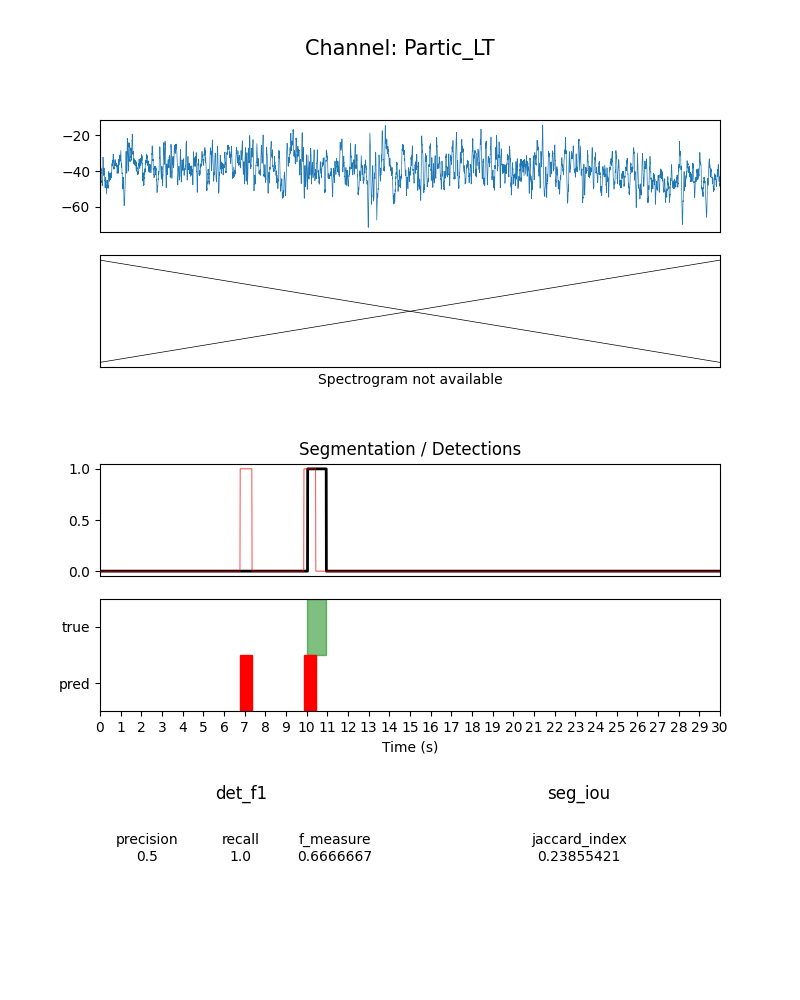 Channel: Partic_LT
−20
−40
−60
Spectrogram not available
Segmentation / Detections
1.0
0.5
0.0
true
pred
0 1 2 3 4 5 6 7 8 9 10 11 12 13 14 15 16 17 18 19 20 21 22 23 24 25 26 27 28 29 30
Time (s)
det_f1 seg_iou
precision recall f_measure jaccard_index
0.5 1.0 0.6666667 0.23855421